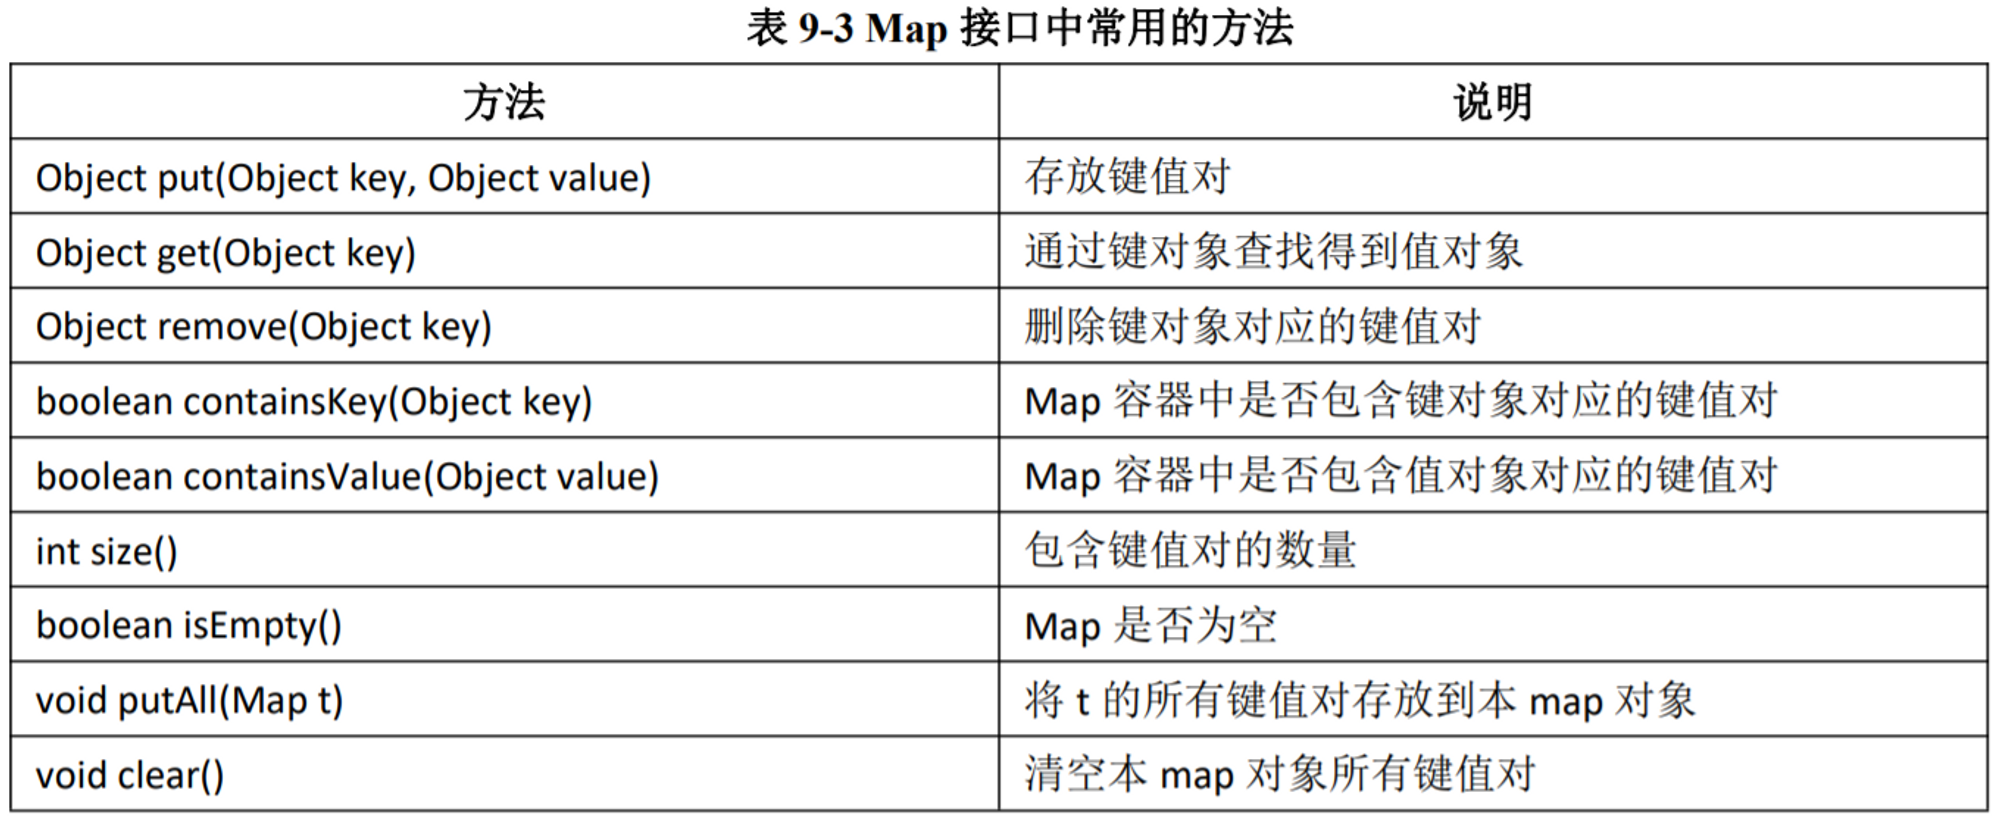 表 9-3 Map 接口中常用的方法
方法 说明
Object put(Object key, Object value) 存放键值对
Object get(Object key) 通过键对象查找得到值对象
Object remove(Object key) 删除键对象对应的键值对
boolean containsKey(Object key) Map 容器中是否包含键对象对应的键值对
boolean containsValue(Object value) Map 容器中是否包含值对象对应的键值对
int size() 包含键值对的数量
boolean isEmpty() Map 是否为空
void putAll(Map t) 将 t 的所有键值对存放到本 map 对象
void clear() 清空本 map 对象所有键值对